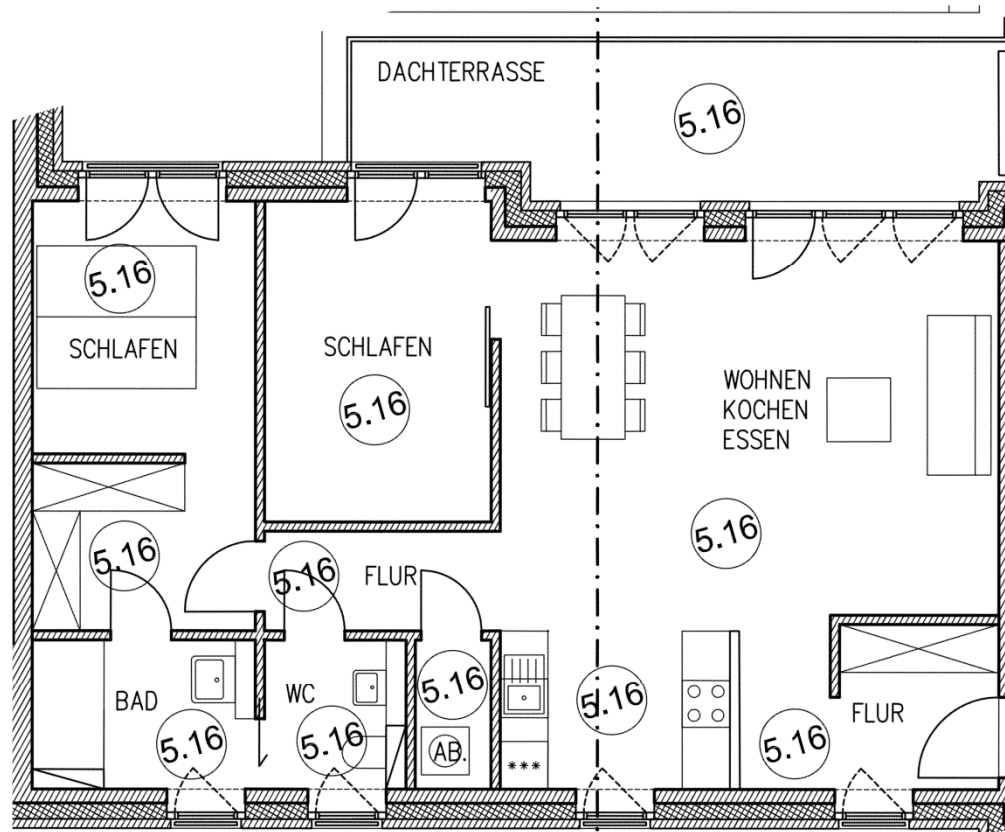 DACHTERRASSE
5.16
5.16
SCHLAFEN
SCHLAFEN
5.16
WOHNEN
KOCHEN
ESSEN
5.16
5.16
5.16
FLUR
5.16
5.16
BAD
WC
FLUR
5.16
5.16
5.16
AB.
***